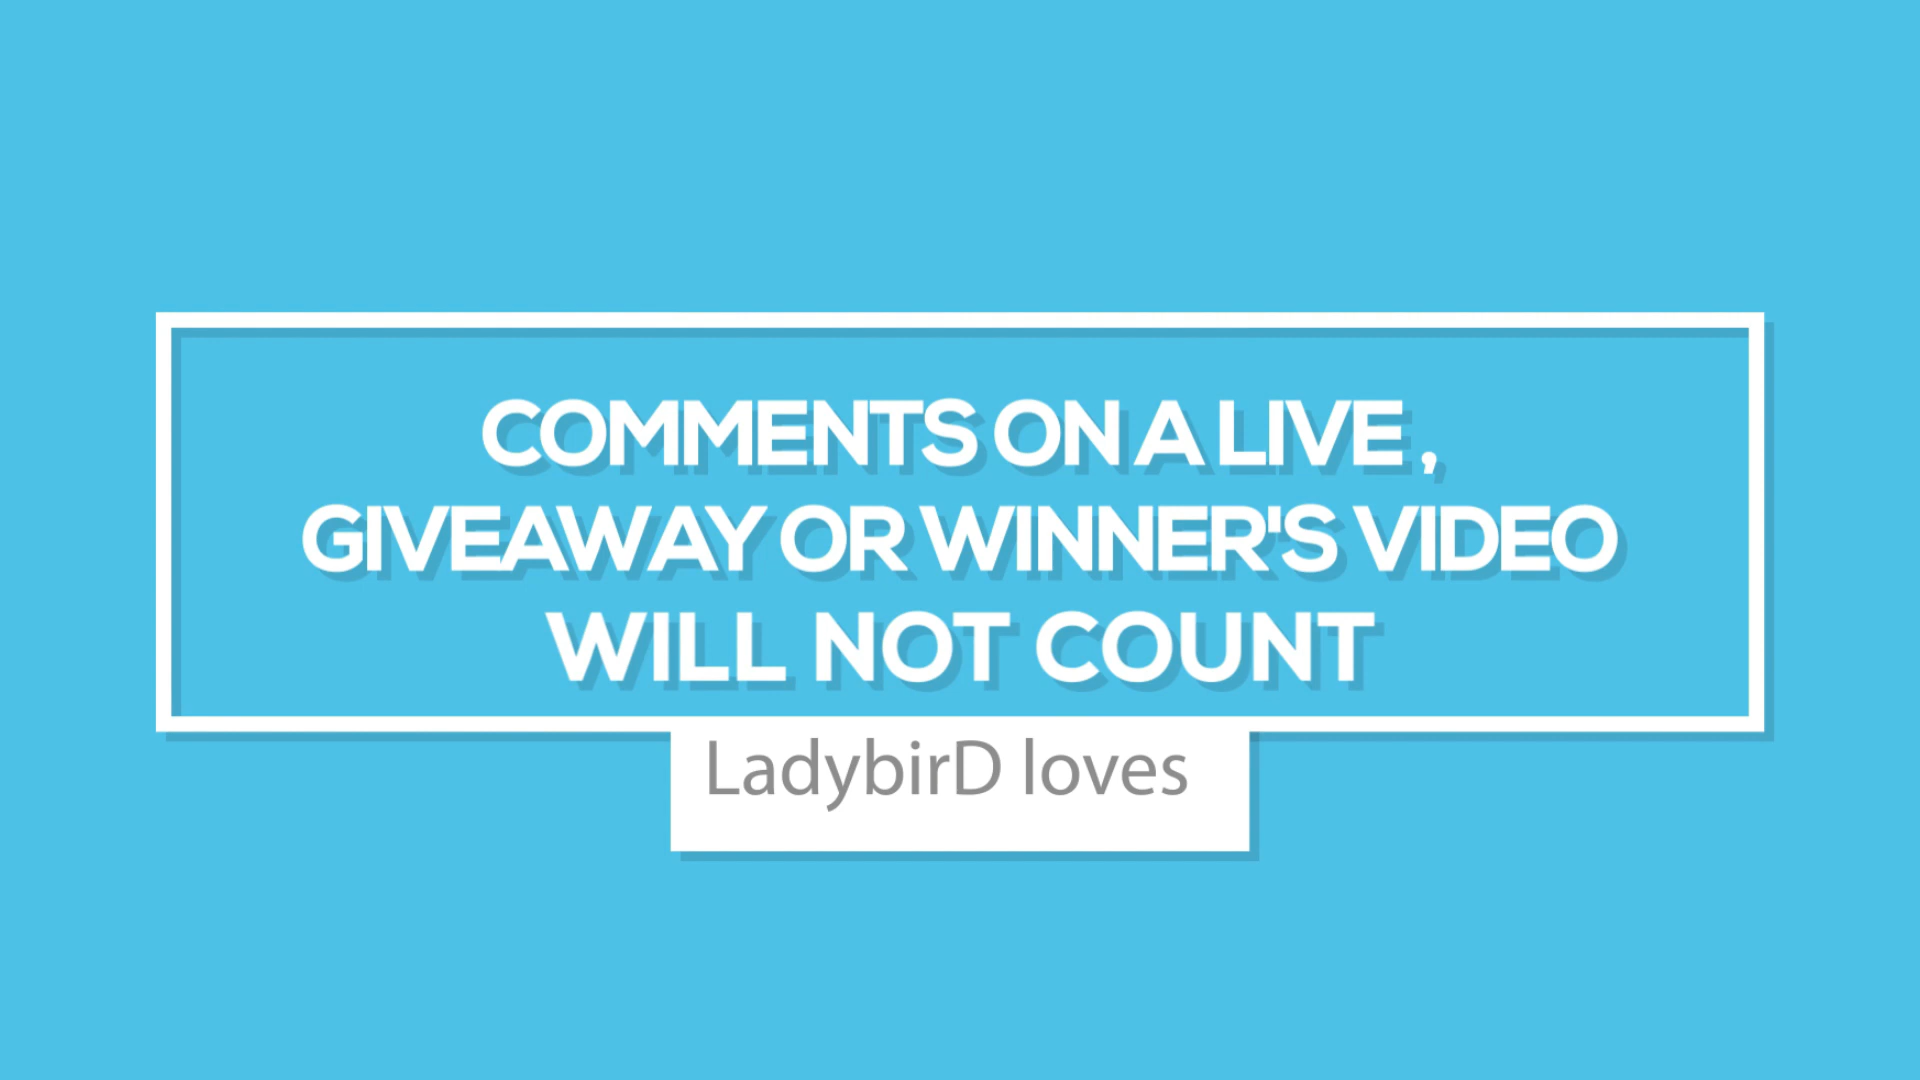 COMMENTS ON A LIVE ,
GIVEAWAY OR WINNER'S VIDEO
WILL NOT COUNT
LadybirD loves